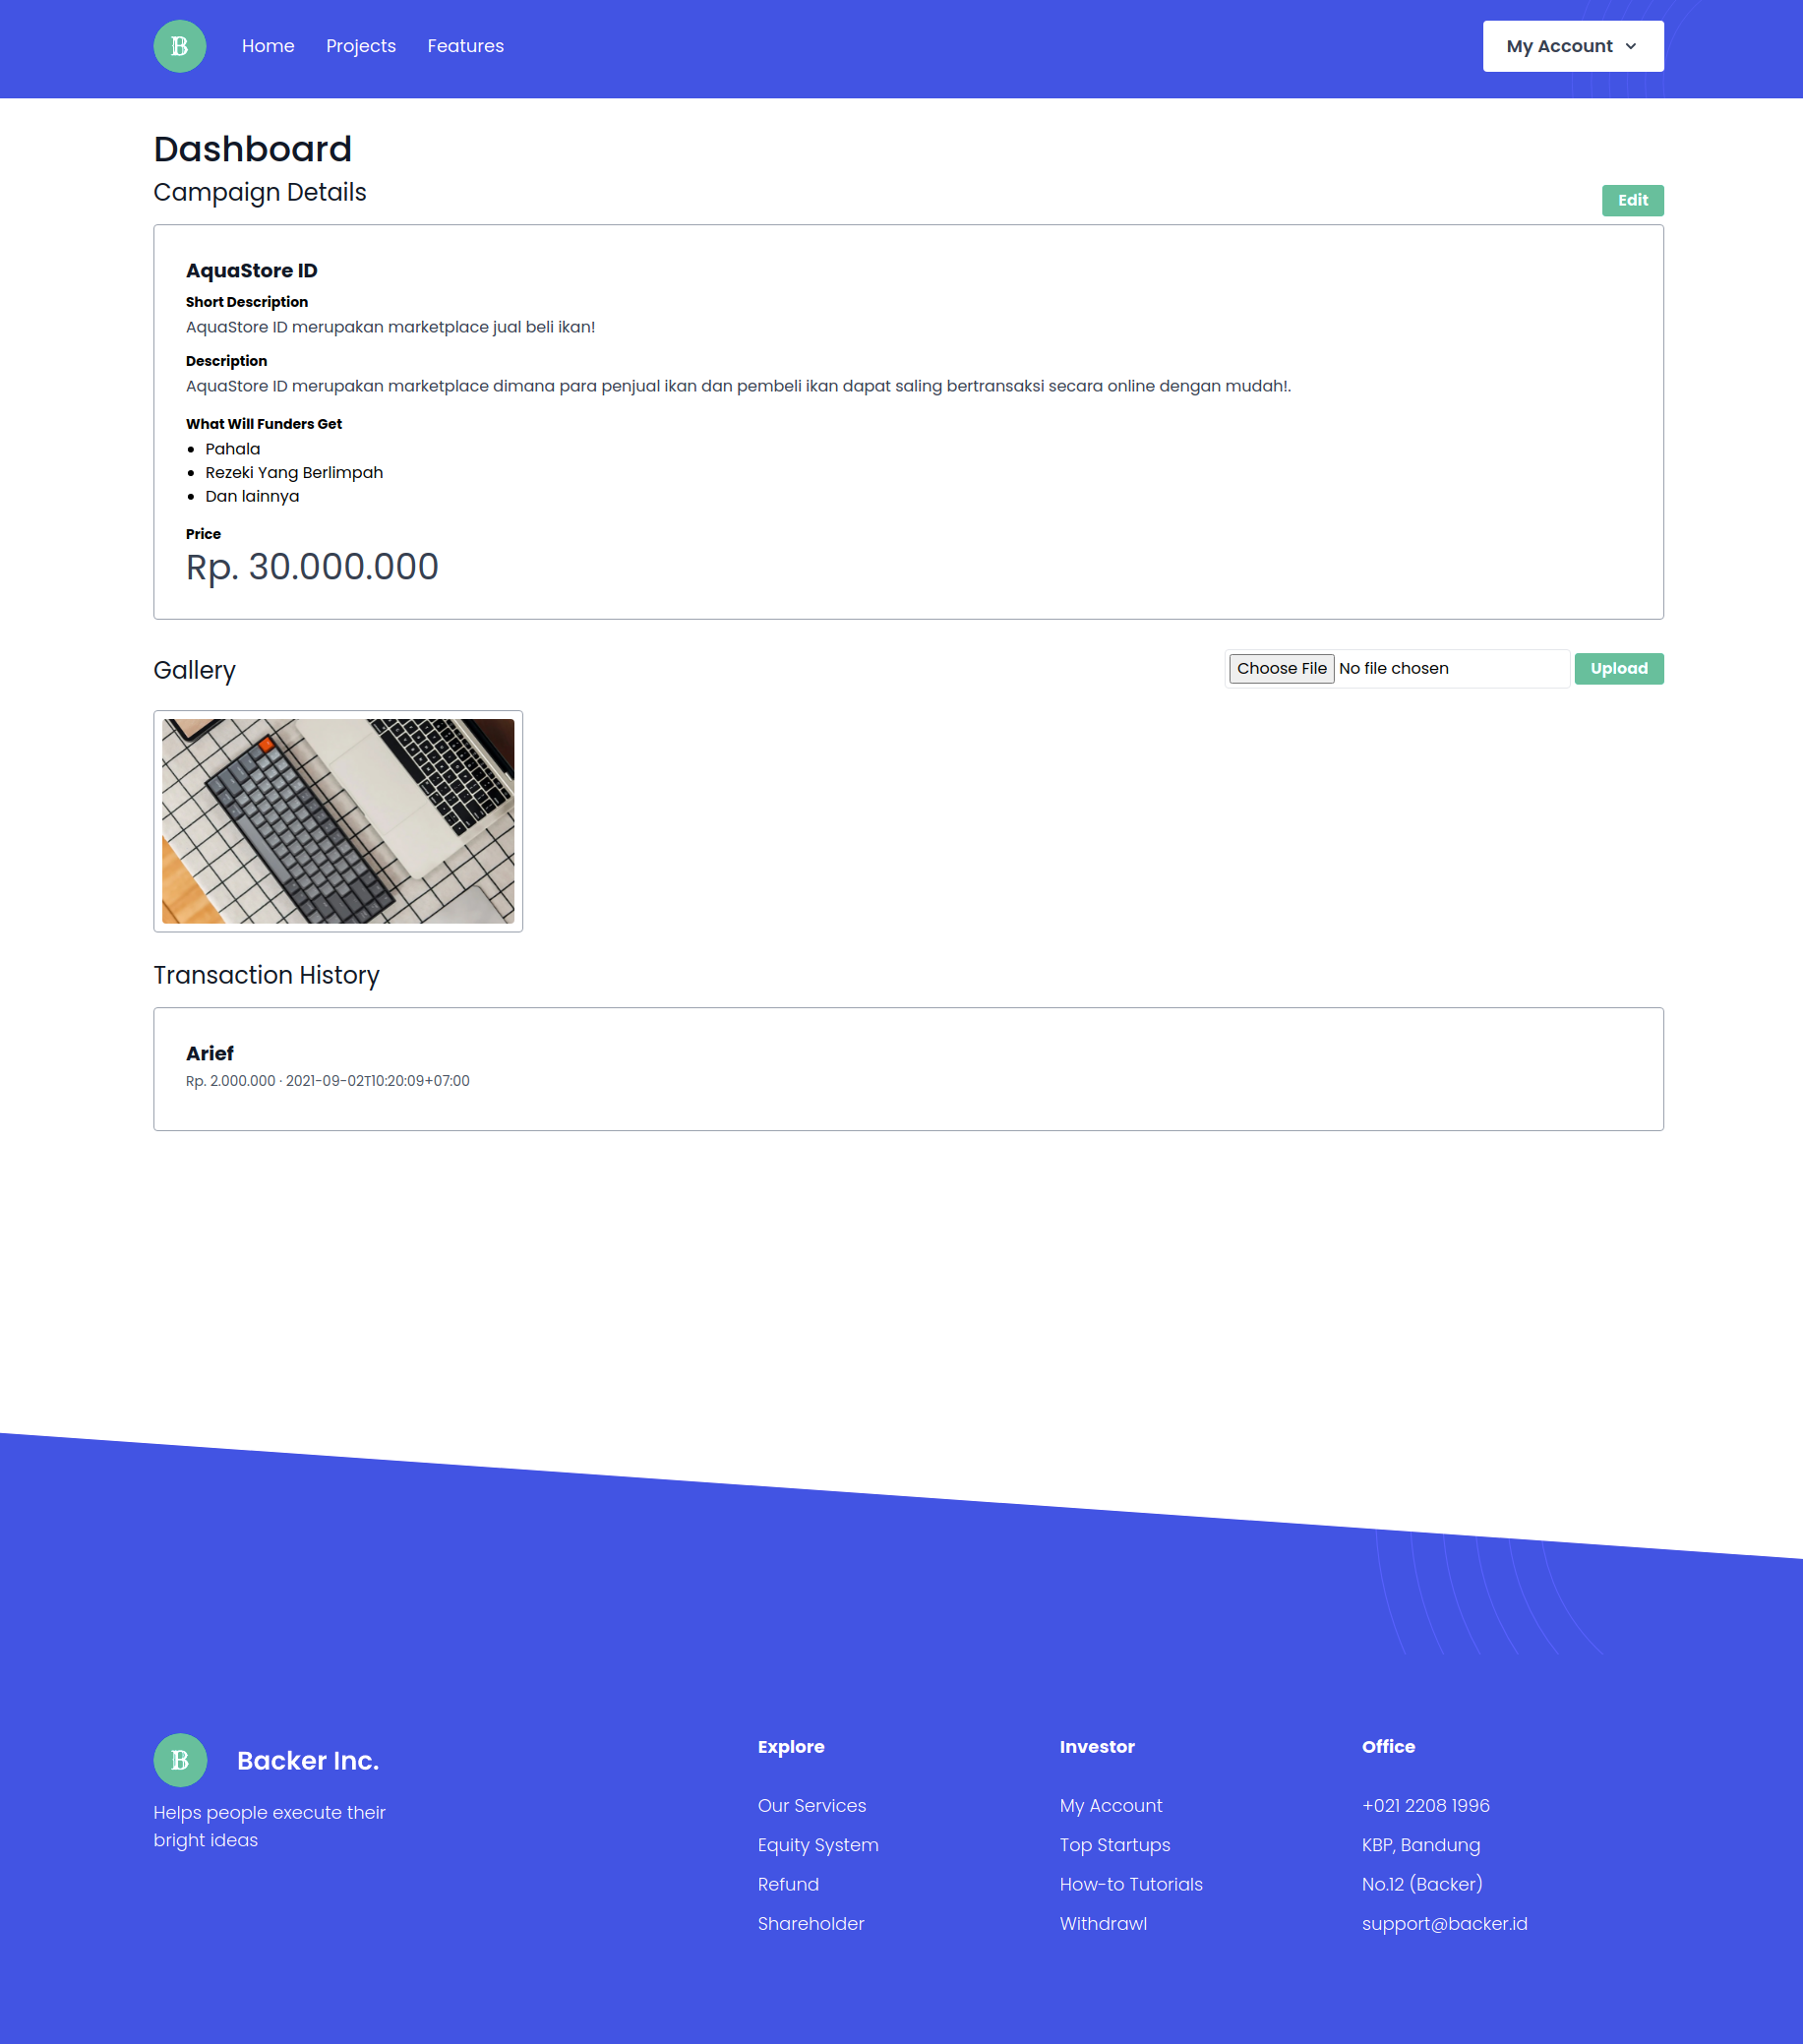 B
Home
Projects
Features
My Account
Dashboard
Campaign Details
Edit
AquaStore ID
Short Description
AquaStore ID merupakan marketplace jual beli ikan!
Description
AquaStore ID merupakan marketplace dimana para penjual ikan dan pembeli ikan dapat saling bertransaksi secara online dengan mudah!.
What Will Funders Get
Pahala
Rezeki Yang Berlimpah
Dan lainnya
Price
Rp. 30.000.000
Gallery
Choose File No file chosen
Upload
Transaction History
Arief
Rp. 2.000.000 · 2021-09-02T10:20:09+07:00
B
Backer Inc.
Helps people execute their
bright ideas
Explore
Our Services
Equity System
Refund
Shareholder
Investor
My Account
Top Startups
How-to Tutorials
Withdrawl
Office
+021 2208 1996
KBP, Bandung
No.12 (Backer)
support@backer.id